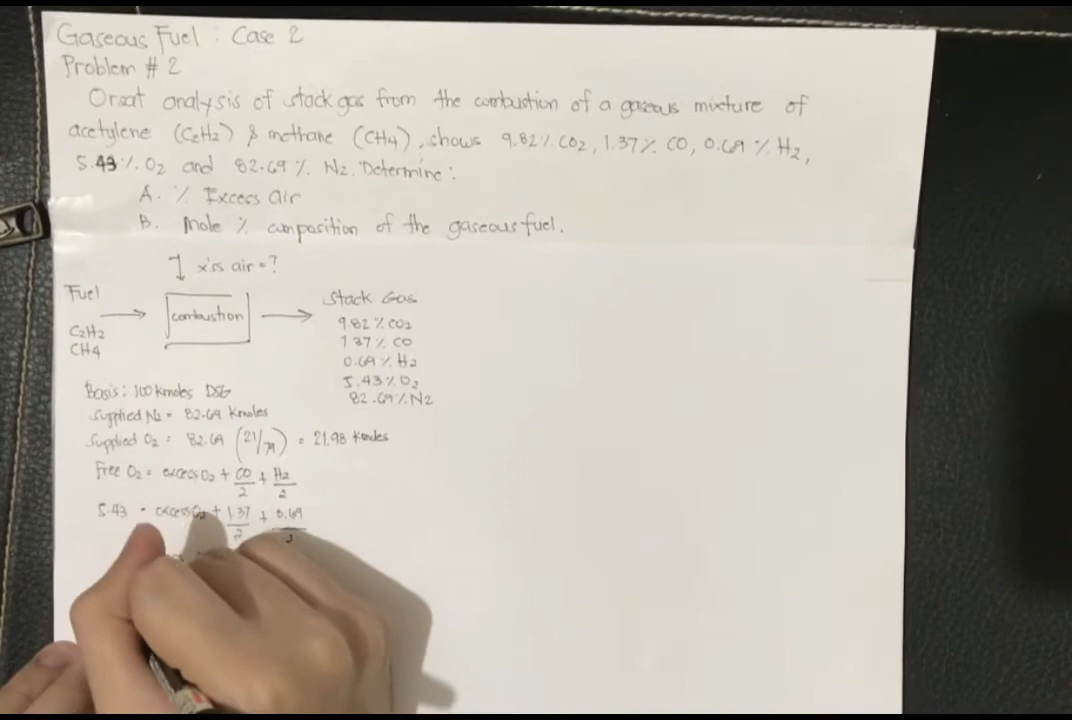 Gaseous Fuel : Case 2
Problem # 2
Orsat analysis of stack gas from the combustion of a gaseous mixture of
acetylene (C2H2) & methane (CH4), shows 9.82% CO2, 1.37% CO, 0.69% H2,
5.43% O2 and 82.69% N2. Determine:
A. % Excess air
B. Mole % composition of the gaseous fuel.
x's air = ?
Fuel
C2H2
CH4
combustion
Stack Gas
9.82% CO2
1.37% CO
0.69% H2
5.43% O2
82.69% N2
Basis: 100 Kmoles DSG
Supplied N2 = 82.69 Kmoles
Supplied O2 = 82.69 (21/79) = 21.98 Kmoles
Free O2 = excess O2 + CO/2 + H2/2
5.43 = excess O2 + 1.37/2 + 0.69/2